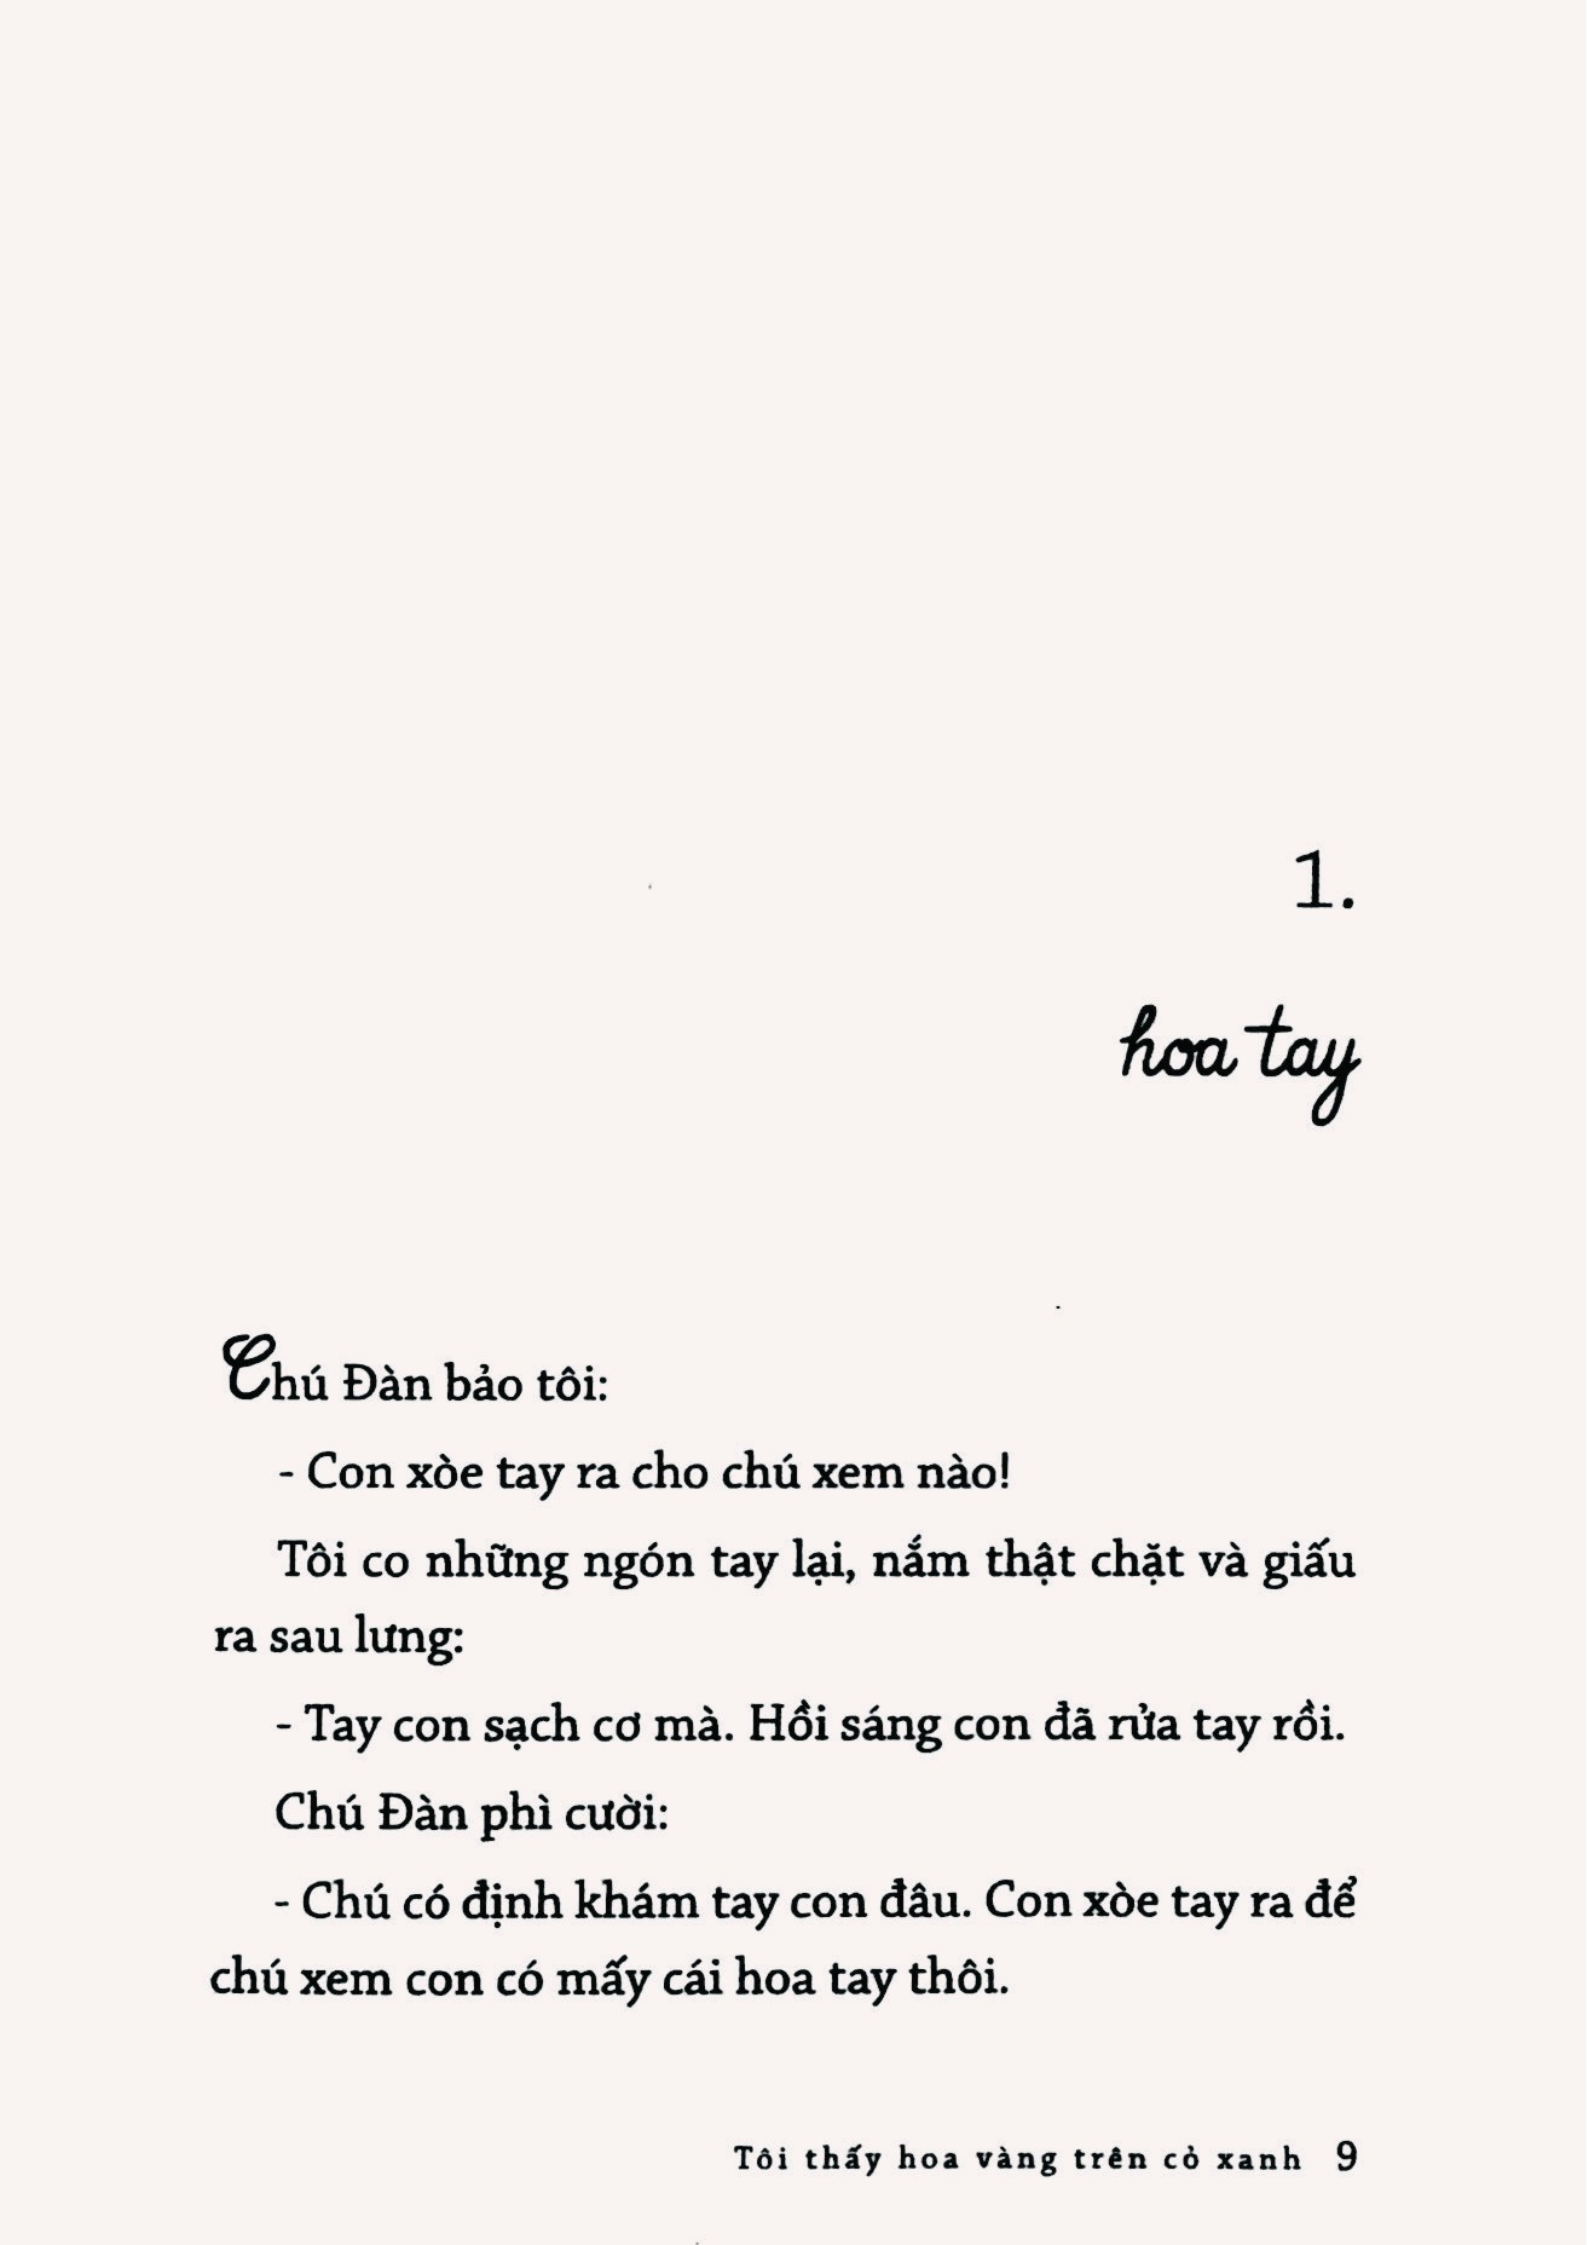 1.
hoa tay
Chú Đàn bảo tôi:
- Con xòe tay ra cho chú xem nào!
Tôi co những ngón tay lại, nắm thật chặt và giấu
ra sau lưng:
- Tay con sạch cơ mà. Hồi sáng con đã rửa tay rồi.
Chú Đàn phì cười:
- Chú có định khám tay con đâu. Con xòe tay ra để
chú xem con có mấy cái hoa tay thôi.
Tôi thấy hoa vàng trên cỏ xanh 9